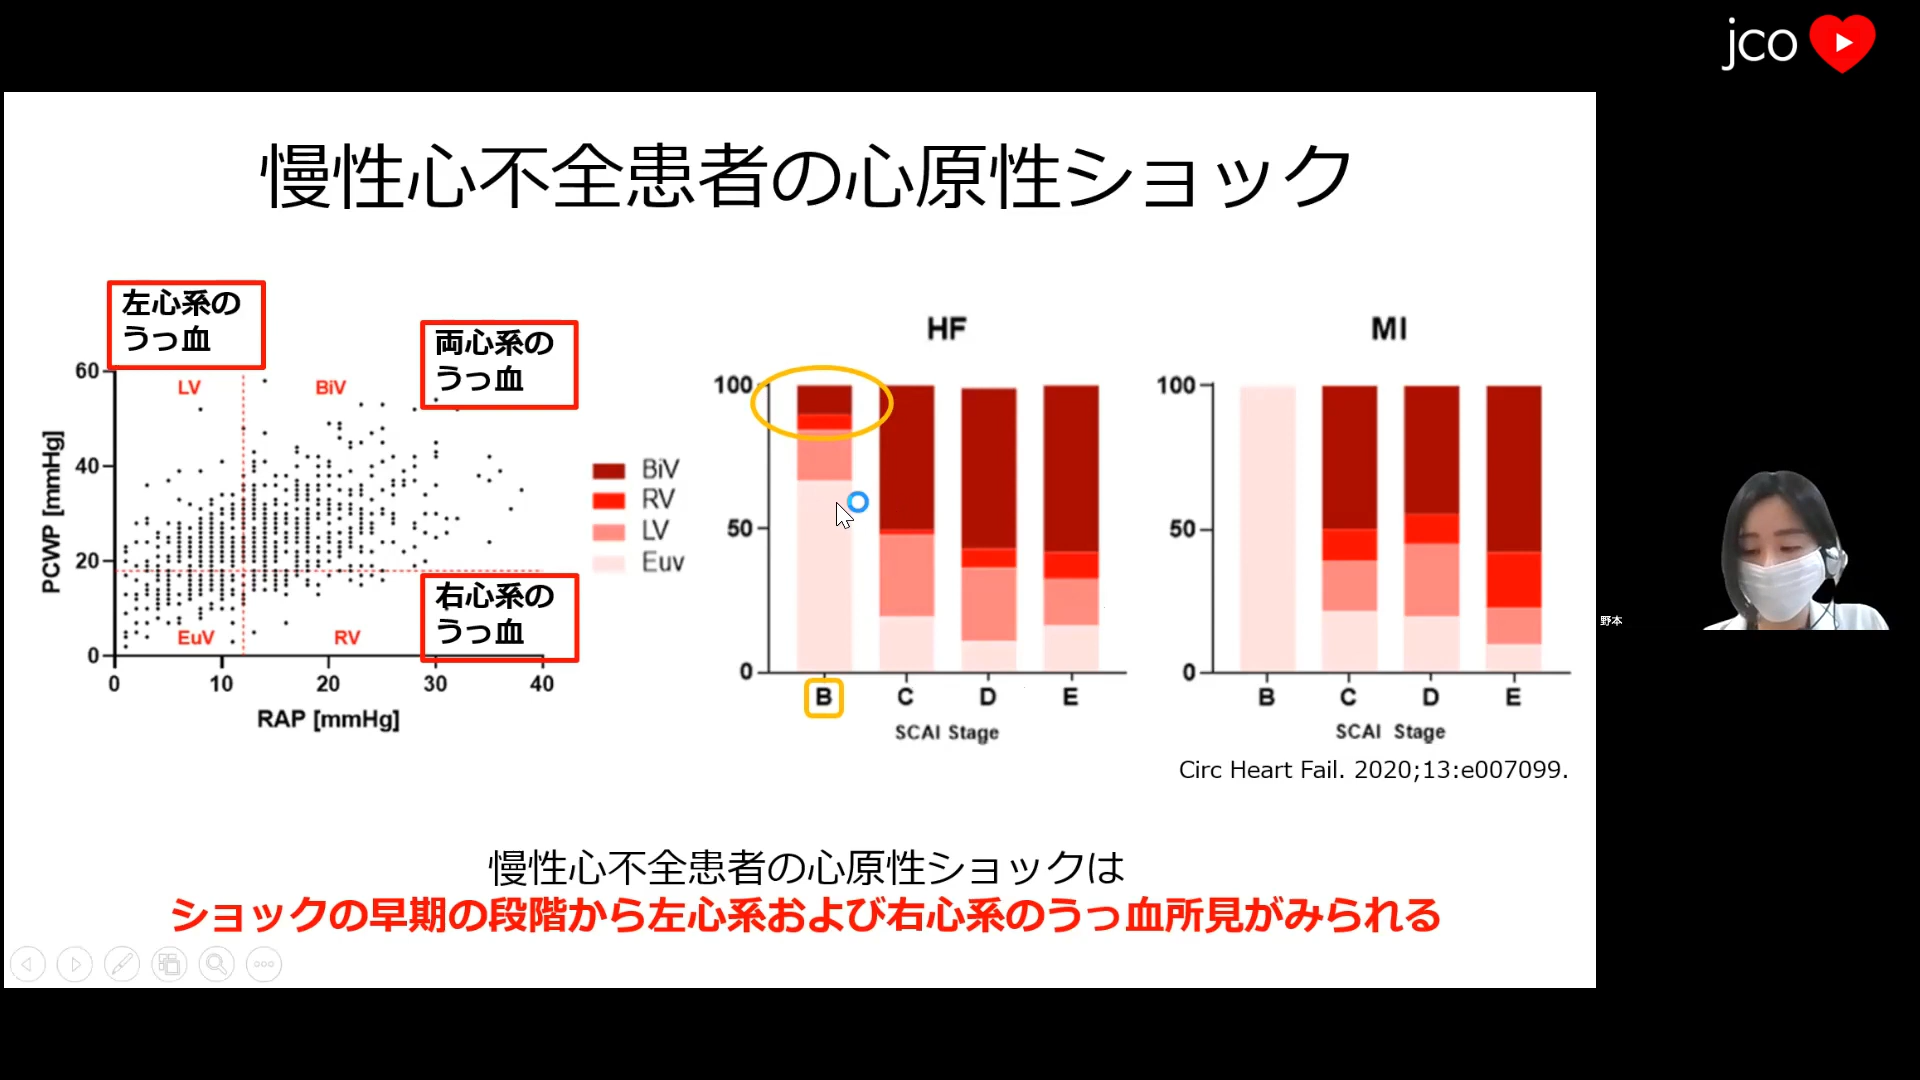 jco
慢性心不全患者の心原性ショック
左心系の
うっ血
両心系の
うっ血
右心系の
うっ血
LV
BiV
EuV
RV
60
40
20
0
PCWP [mmHg]
0 10 20 30 40
RAP [mmHg]
BiV
RV
LV
Euv
HF
100
50
0
B C D E
SCAI Stage
MI
100
50
0
B C D E
SCAI Stage
Circ Heart Fail. 2020;13:e007099.
慢性心不全患者の心原性ショックは
ショックの早期の段階から左心系および右心系のうっ血所見がみられる
野本